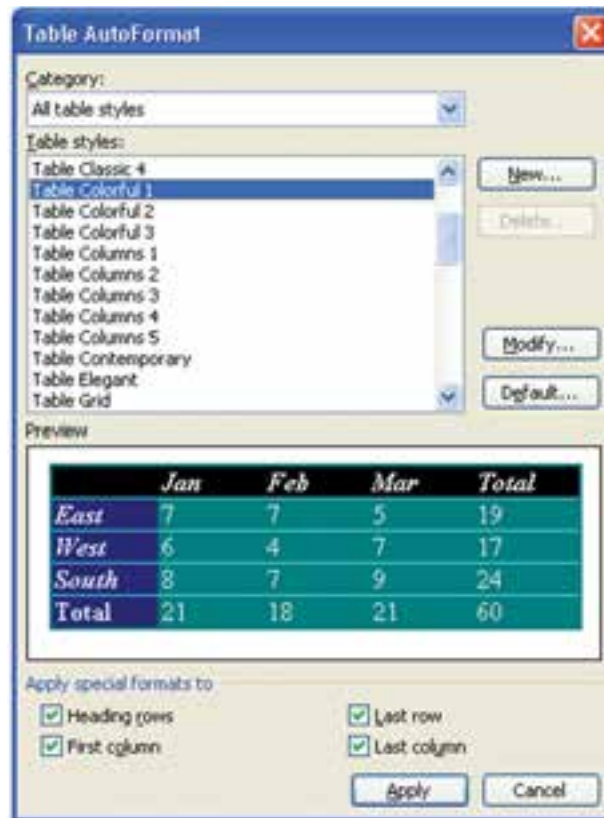 Table AutoFormat
Category:
All table styles
Table styles:
Table Classic 4
Table Colorful 1
Table Colorful 2
Table Colorful 3
Table Columns 1
Table Columns 2
Table Columns 3
Table Columns 4
Table Columns 5
Table Contemporary
Table Elegant
Table Grid
New...
Delete...
Modify...
Default...
Preview
Jan Feb Mar Total
East 7 7 5 19
West 6 4 7 17
South 8 7 9 24
Total 21 18 21 60
Apply special formats to
Heading rows Last row
First column Last column
Apply Cancel